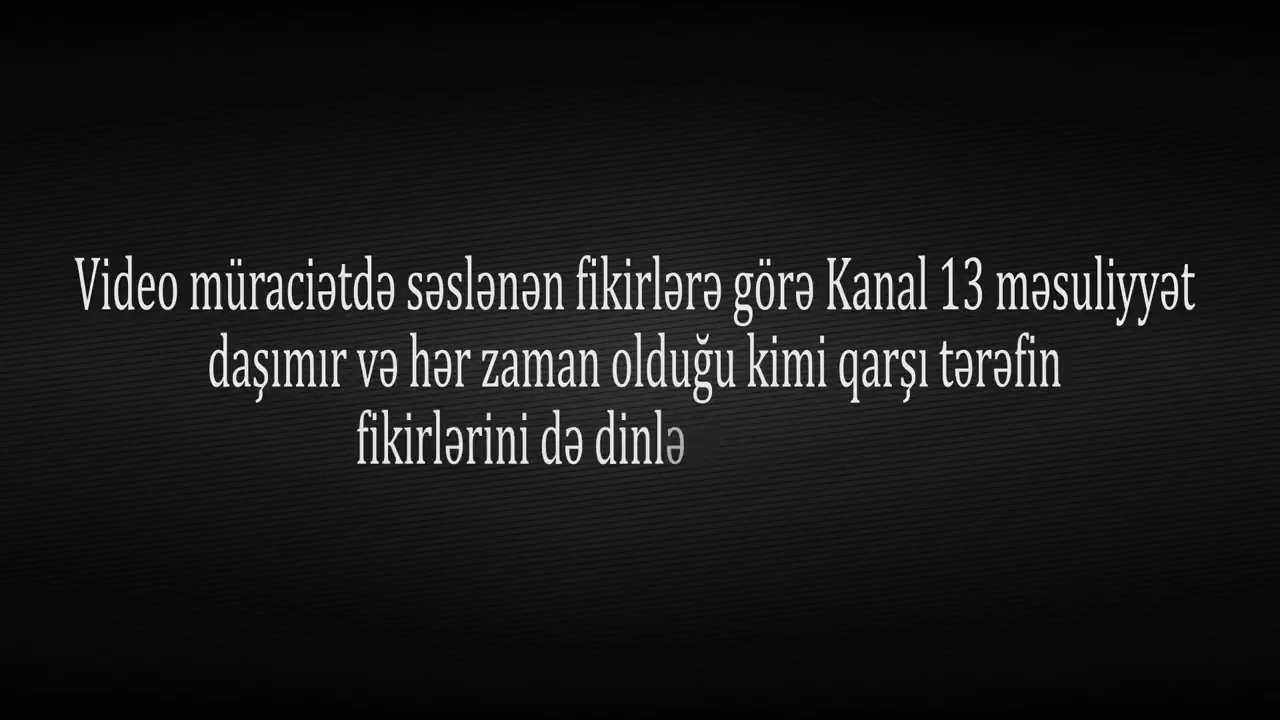 Video müraciətdə səslənən fikirlərə görə Kanal 13 məsuliyyət
daşımır və hər zaman olduğu kimi qarşı tərəfin
fikirlərini də dinlə